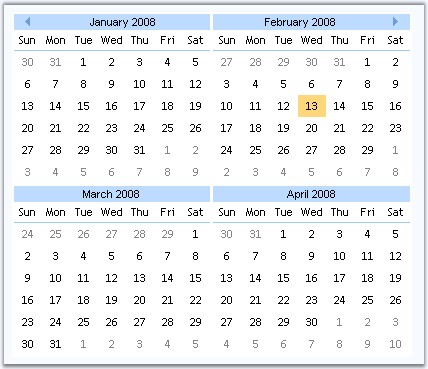 January 2008
Sun Mon Tue Wed Thu Fri Sat
30 31 1 2 3 4 5
6 7 8 9 10 11 12
13 14 15 16 17 18 19
20 21 22 23 24 25 26
27 28 29 30 31 1 2
3 4 5 6 7 8 9
February 2008
Sun Mon Tue Wed Thu Fri Sat
27 28 29 30 31 1 2
3 4 5 6 7 8 9
10 11 12 13 14 15 16
17 18 19 20 21 22 23
24 25 26 27 28 29 1
2 3 4 5 6 7 8
March 2008
Sun Mon Tue Wed Thu Fri Sat
24 25 26 27 28 29 1
2 3 4 5 6 7 8
9 10 11 12 13 14 15
16 17 18 19 20 21 22
23 24 25 26 27 28 29
30 31 1 2 3 4 5
April 2008
Sun Mon Tue Wed Thu Fri Sat
30 31 1 2 3 4 5
6 7 8 9 10 11 12
13 14 15 16 17 18 19
20 21 22 23 24 25 26
27 28 29 30 1 2 3
4 5 6 7 8 9 10